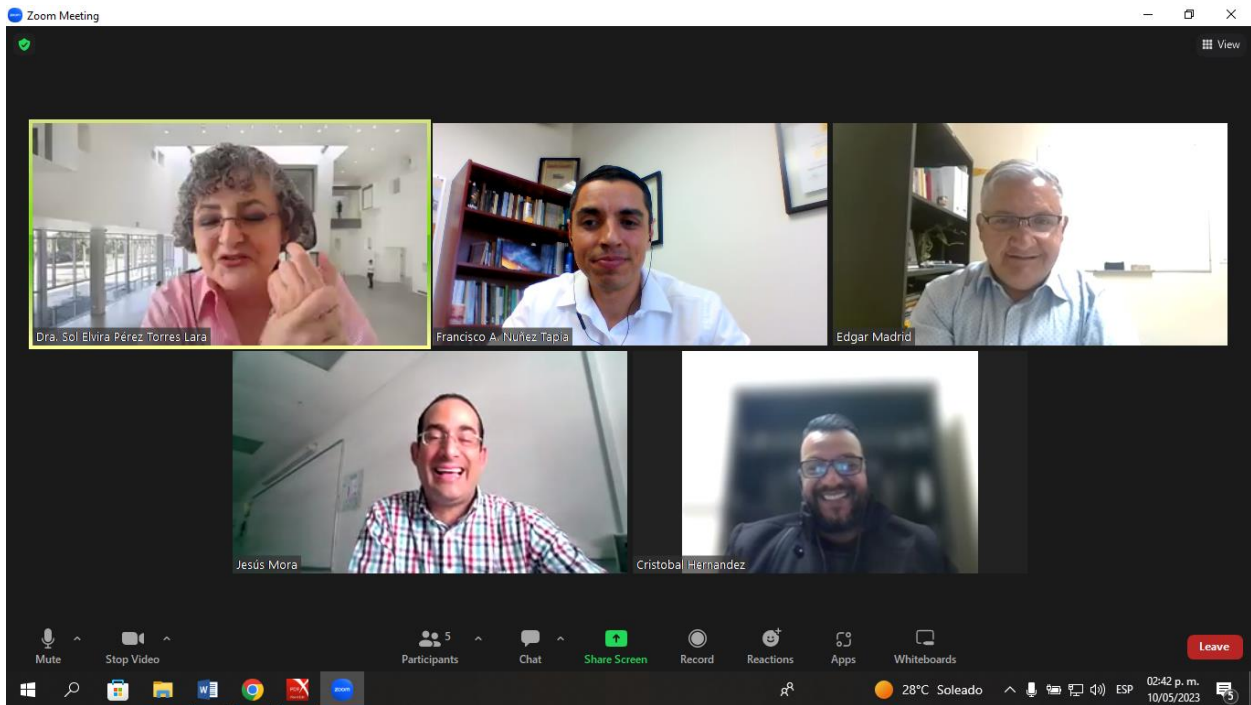 Zoom Meeting
View
Dra. Sol Elvira Pérez Torres Lara
Francisco A. Nuñez Tapia
Edgar Madrid
Jesús Mora
Cristobal Hernandez
5
Mute
Stop Video
Participants
Chat
Share Screen
Record
Reactions
Apps
Whiteboards
Leave
zoom
28°C Soleado
ESP
02:42 p. m.
10/05/2023
5